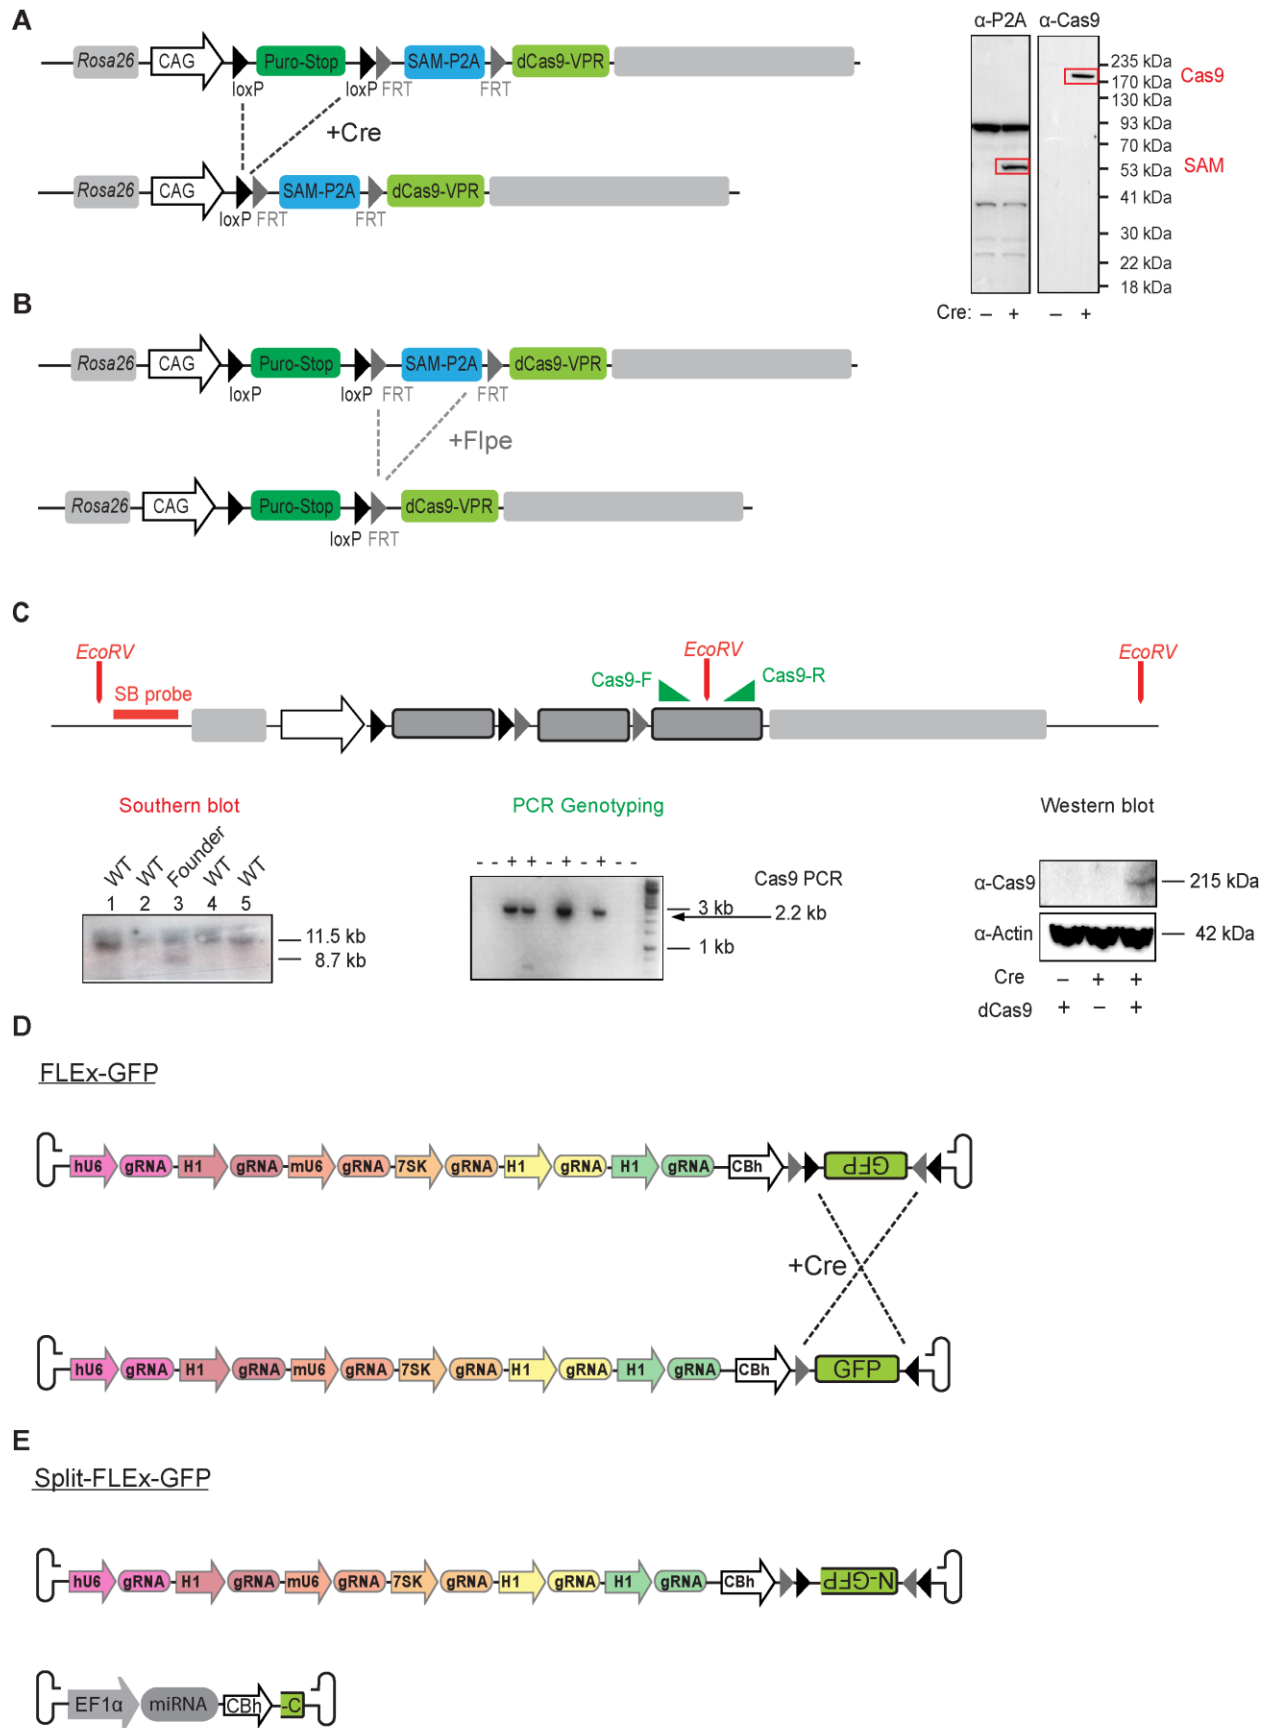 A
Rosa26 CAG Puro-Stop SAM-P2A dCas9-VPR
loxP loxP FRT FRT
+Cre
Rosa26 CAG SAM-P2A dCas9-VPR
loxP FRT FRT
α-P2A α-Cas9
235 kDa
170 kDa
Cas9
130 kDa
93 kDa
70 kDa
53 kDa
SAM
41 kDa
30 kDa
22 kDa
18 kDa
Cre: – + – +
B
Rosa26 CAG Puro-Stop SAM-P2A dCas9-VPR
loxP loxP FRT FRT
+Flpe
Rosa26 CAG Puro-Stop dCas9-VPR
loxP FRT
C
EcoRV EcoRV EcoRV
SB probe
Cas9-F Cas9-R
Southern blot
WT WT Founder WT WT
1 2 3 4 5
11.5 kb
8.7 kb
PCR Genotyping
- - + + - + - + - -
Cas9 PCR
3 kb
2.2 kb
1 kb
Western blot
α-Cas9 215 kDa
α-Actin 42 kDa
Cre – + +
dCas9 + – +
D
FLEx-GFP
hU6 gRNA H1 gRNA mU6 gRNA 7SK gRNA H1 gRNA H1 gRNA CBh GFP
+Cre
hU6 gRNA H1 gRNA mU6 gRNA 7SK gRNA H1 gRNA H1 gRNA CBh GFP
E
Split-FLEx-GFP
hU6 gRNA H1 gRNA mU6 gRNA 7SK gRNA H1 gRNA H1 gRNA CBh N-GFP
EF1α miRNA CBh -C